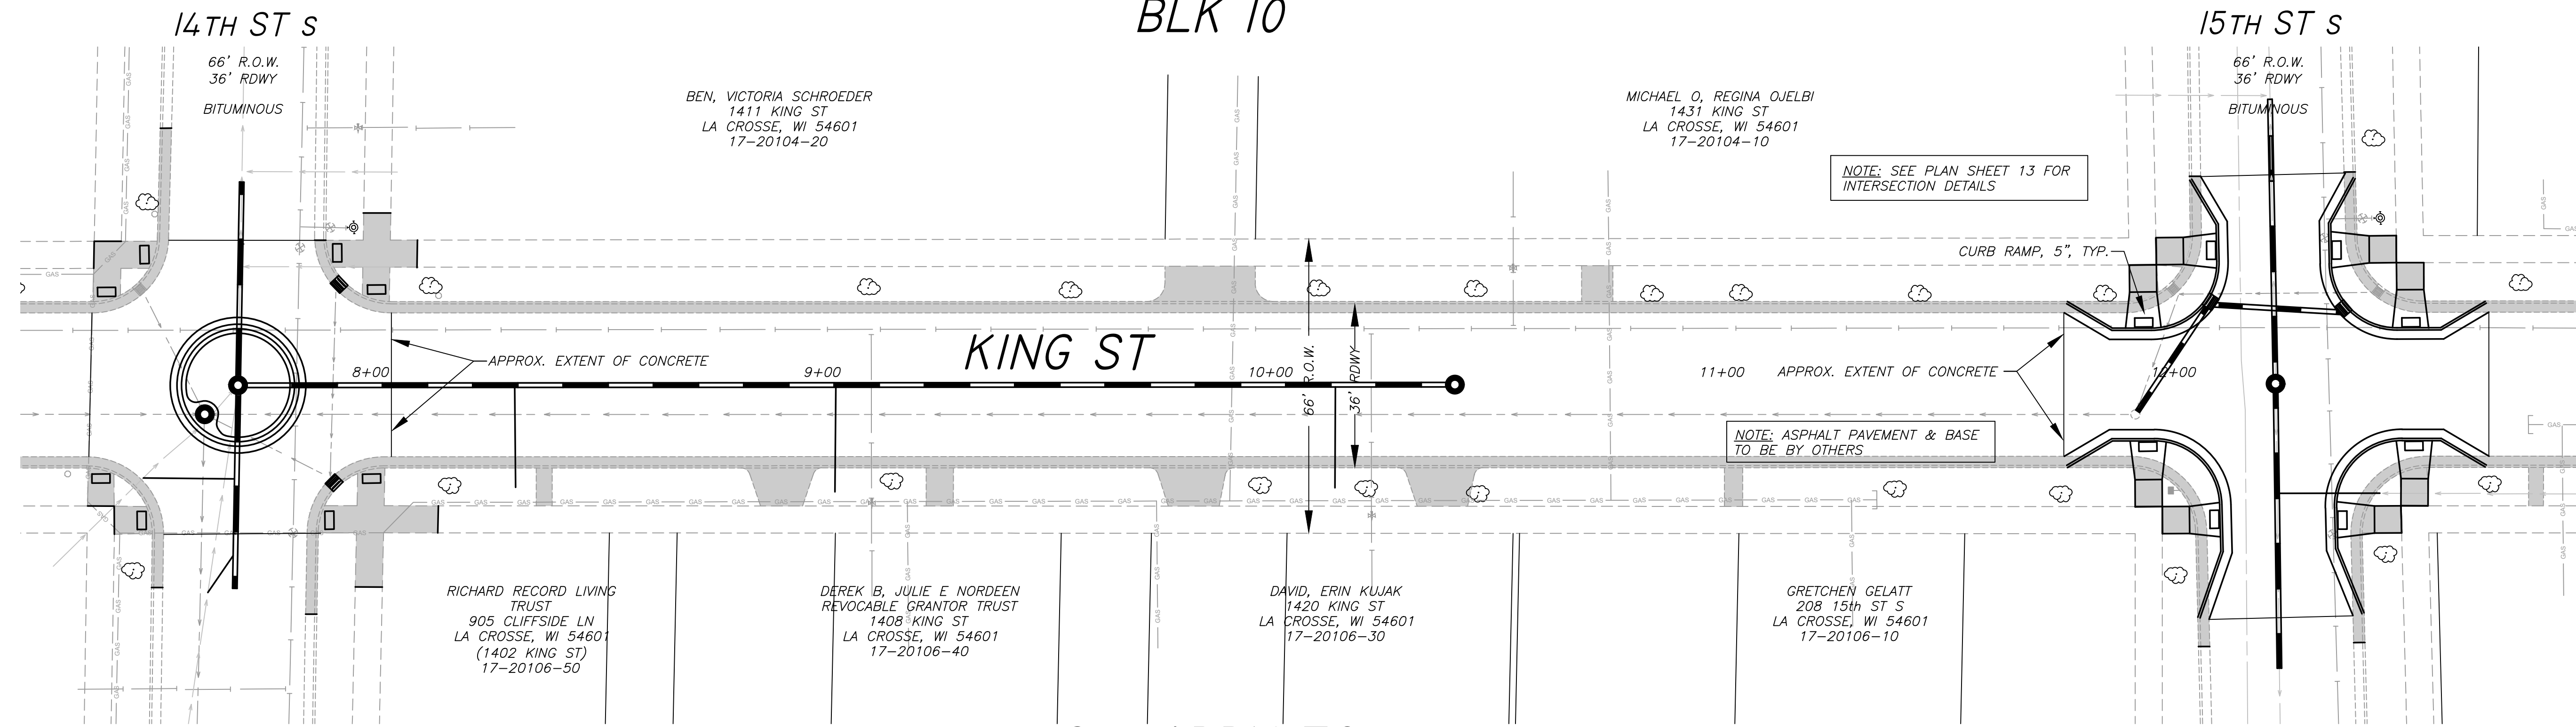 14TH ST S
BLK 10
15TH ST S
66' R.O.W.
36' RDWY
BITUMINOUS
66' R.O.W.
36' RDWY
BITUMINOUS
BEN, VICTORIA SCHROEDER
1411 KING ST
LA CROSSE, WI 54601
17-20104-20
MICHAEL O, REGINA OJELBI
1431 KING ST
LA CROSSE, WI 54601
17-20104-10
NOTE: SEE PLAN SHEET 13 FOR
INTERSECTION DETAILS
CURB RAMP, 5", TYP.
KING ST
APPROX. EXTENT OF CONCRETE
8+00
9+00
10+00
66' R.O.W.
36' RDWY
11+00
APPROX. EXTENT OF CONCRETE
12+00
NOTE: ASPHALT PAVEMENT & BASE
TO BE BY OTHERS
GAS
RICHARD RECORD LIVING
TRUST
905 CLIFFSIDE LN
LA CROSSE, WI 54601
(1402 KING ST)
17-20106-50
DEREK B, JULIE E NORDEEN
REVOCABLE GRANTOR TRUST
1408 KING ST
LA CROSSE, WI 54601
17-20106-40
DAVID, ERIN KUJAK
1420 KING ST
LA CROSSE, WI 54601
17-20106-30
GRETCHEN GELATT
208 15th ST S
LA CROSSE, WI 54601
17-20106-10